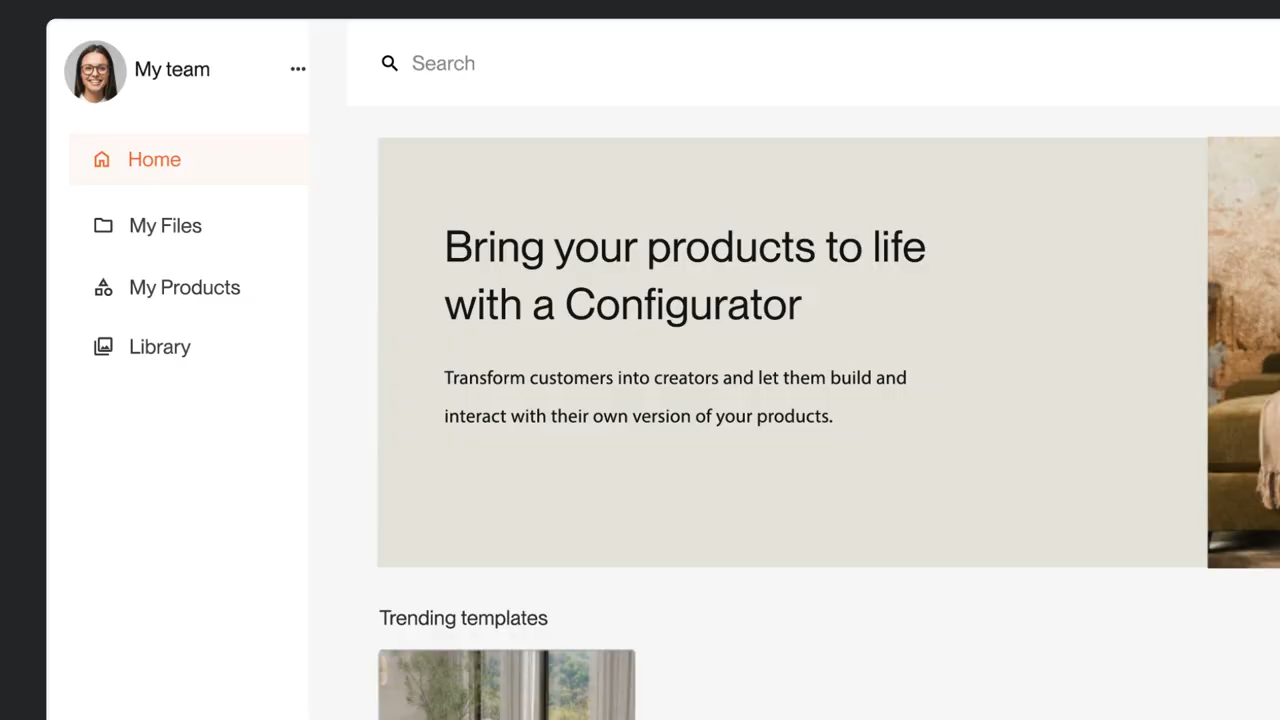 My team
Search
Home
My Files
My Products
Library
Bring your products to life
with a Configurator
Transform customers into creators and let them build and
interact with their own version of your products.
Trending templates